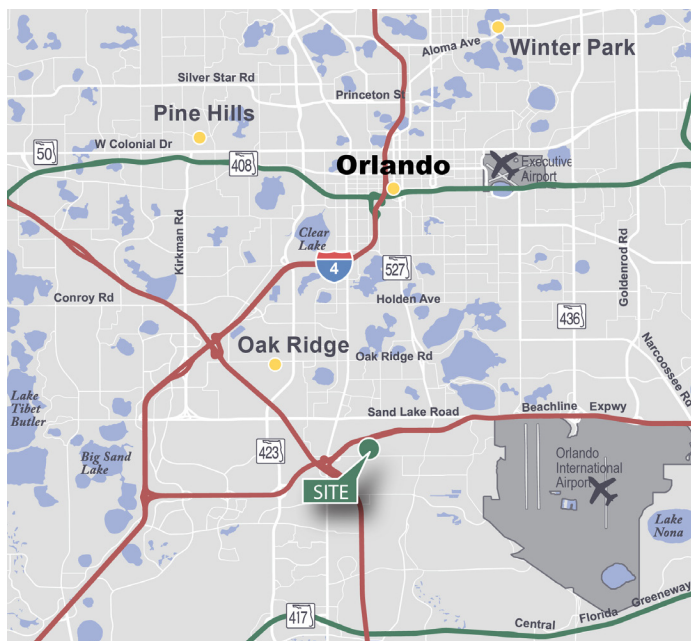 Aloma Ave
Winter Park
Silver Star Rd
Princeton St
Pine Hills
W Colonial Dr
50
408
Orlando
Executive
Airport
Kirkman Rd
Clear
Lake
4
527
Goldenrod Rd
Conroy Rd
Holden Ave
436
Oak Ridge
Oak Ridge Rd
Narcoossee Rd
Lake
Tibet
Butler
Sand Lake Road
Beachline Expwy
423
Big Sand
Lake
Orlando
International
Airport
SITE
Lake
Nona
417
Central Florida Greeneway